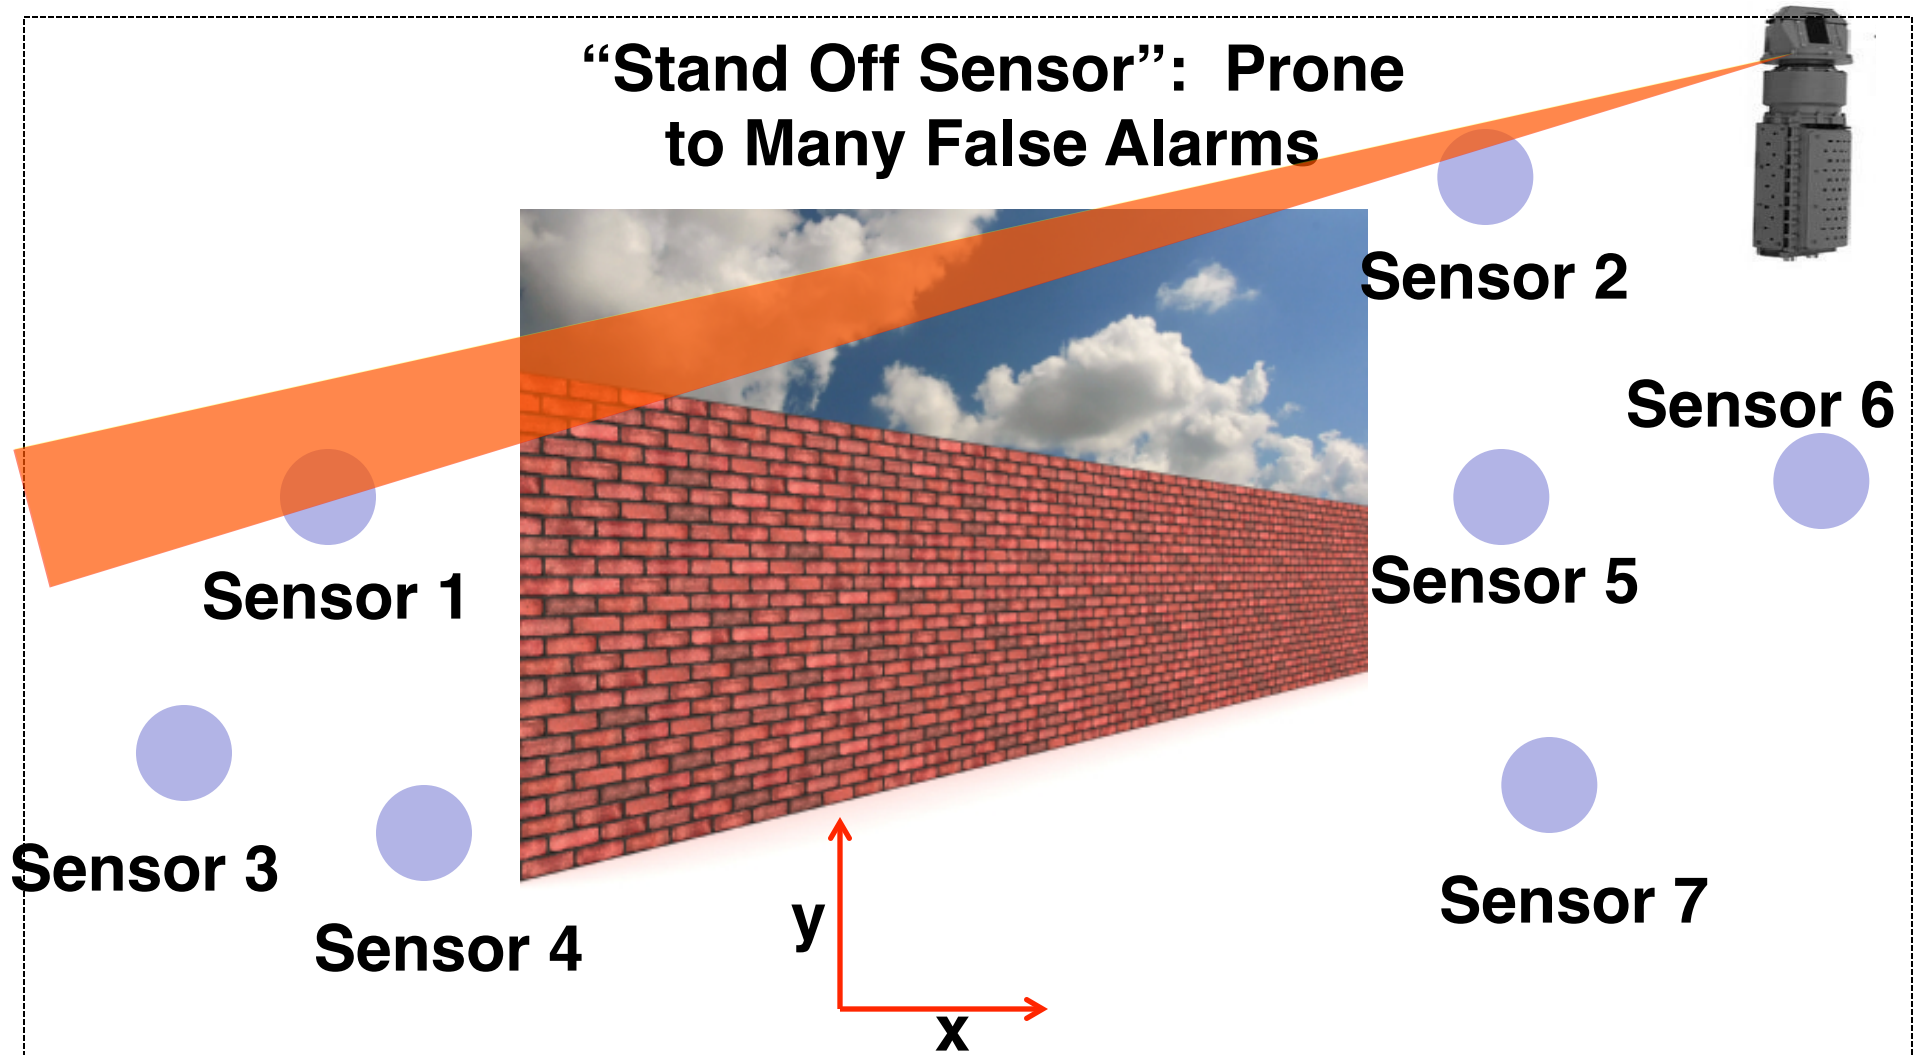 “Stand Off Sensor”: Prone
to Many False Alarms
Sensor 2
Sensor 6
Sensor 5
Sensor 1
Sensor 3
Sensor 7
Sensor 4
y
x